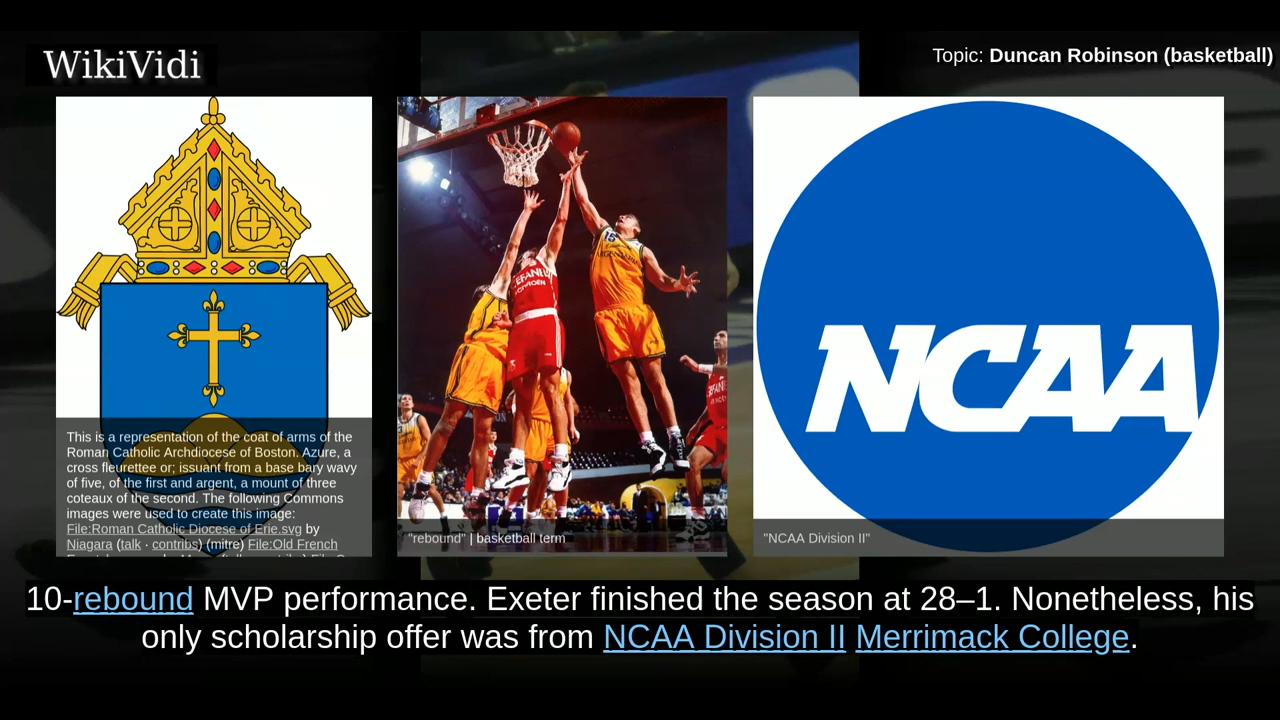 WikiVidi
Topic: Duncan Robinson (basketball)
This is a representation of the coat of arms of the
Roman Catholic Archdiocese of Boston. Azure, a
cross fleurettee or; issuant from a base bary wavy
of five, of the first and argent, a mount of three
coteaux of the second. The following Commons
images were used to create this image:
File:Roman Catholic Diocese of Erie.svg by
Niagara (talk · contribs) (mitre) File:Old French
15
"rebound" | basketball term
NCAA
"NCAA Division II"
10-rebound MVP performance. Exeter finished the season at 28–1. Nonetheless, his
only scholarship offer was from NCAA Division II Merrimack College.